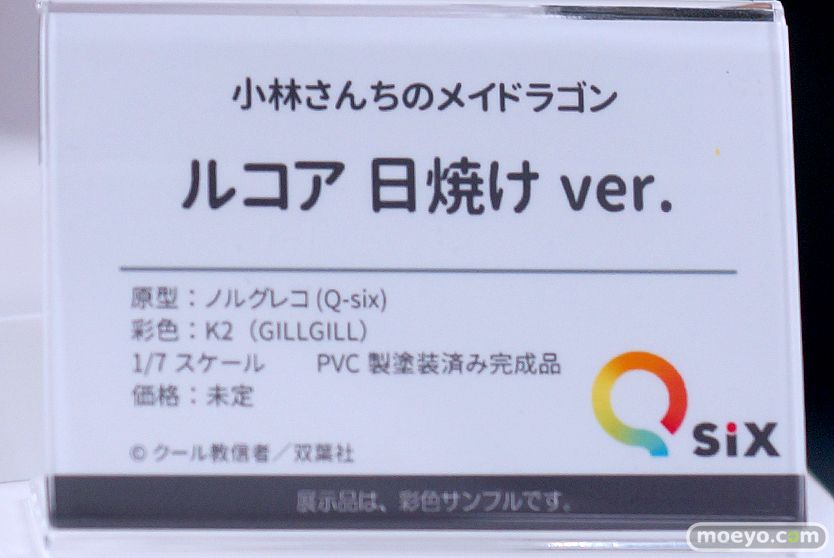 小林さんちのメイドラゴン
ルコア 日焼け ver.
原型：ノルグレコ (Q-six)
彩色：K2（GILLGILL）
1/7 スケール　　PVC 製塗装済み完成品
価格：未定
© クール教信者／双葉社
Q SiX
展示品は、彩色サンプルです。
moeyo.com